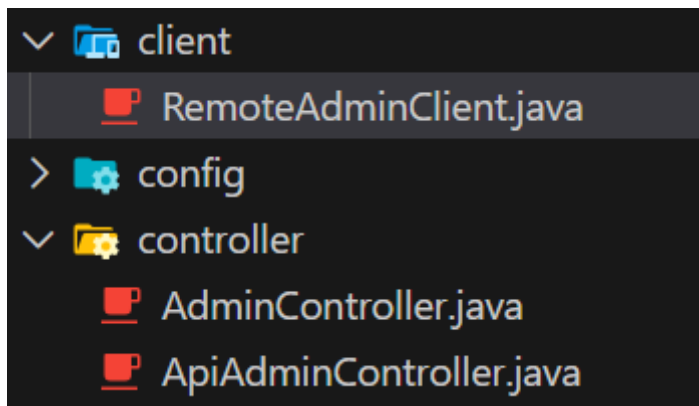 client
RemoteAdminClient.java
config
controller
AdminController.java
ApiAdminController.java